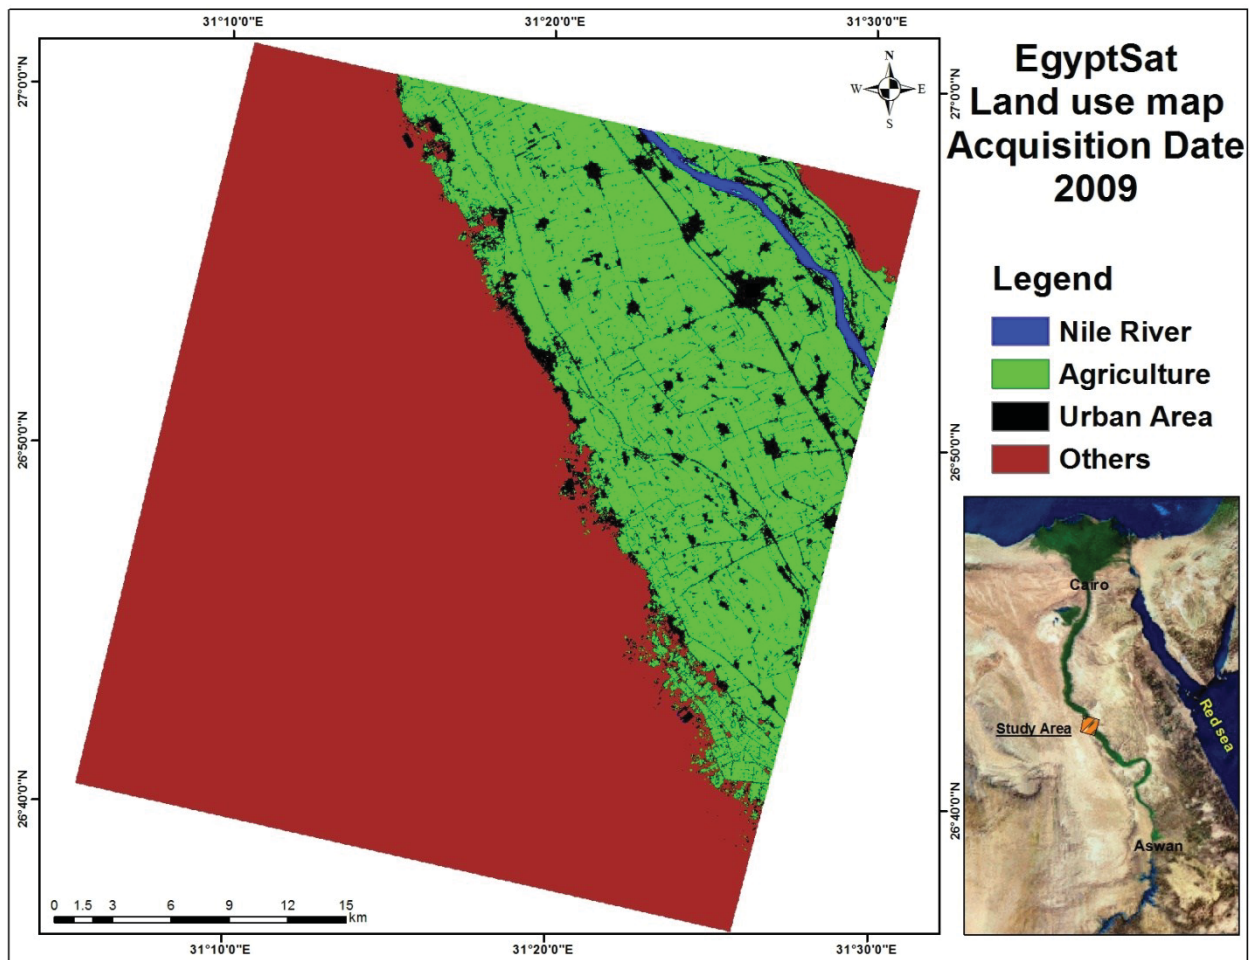 31°10'0"E
31°20'0"E
31°30'0"E
27°0'0"N
26°50'0"N
26°40'0"N
N
W
E
S
27°0'0"N
26°50'0"N
26°40'0"N
0 1.5 3 6 9 12 15
km
31°10'0"E
31°20'0"E
31°30'0"E
EgyptSat
Land use map
Acquisition Date
2009
Legend
Nile River
Agriculture
Urban Area
Others
Cairo
Study Area
Red sea
Aswan